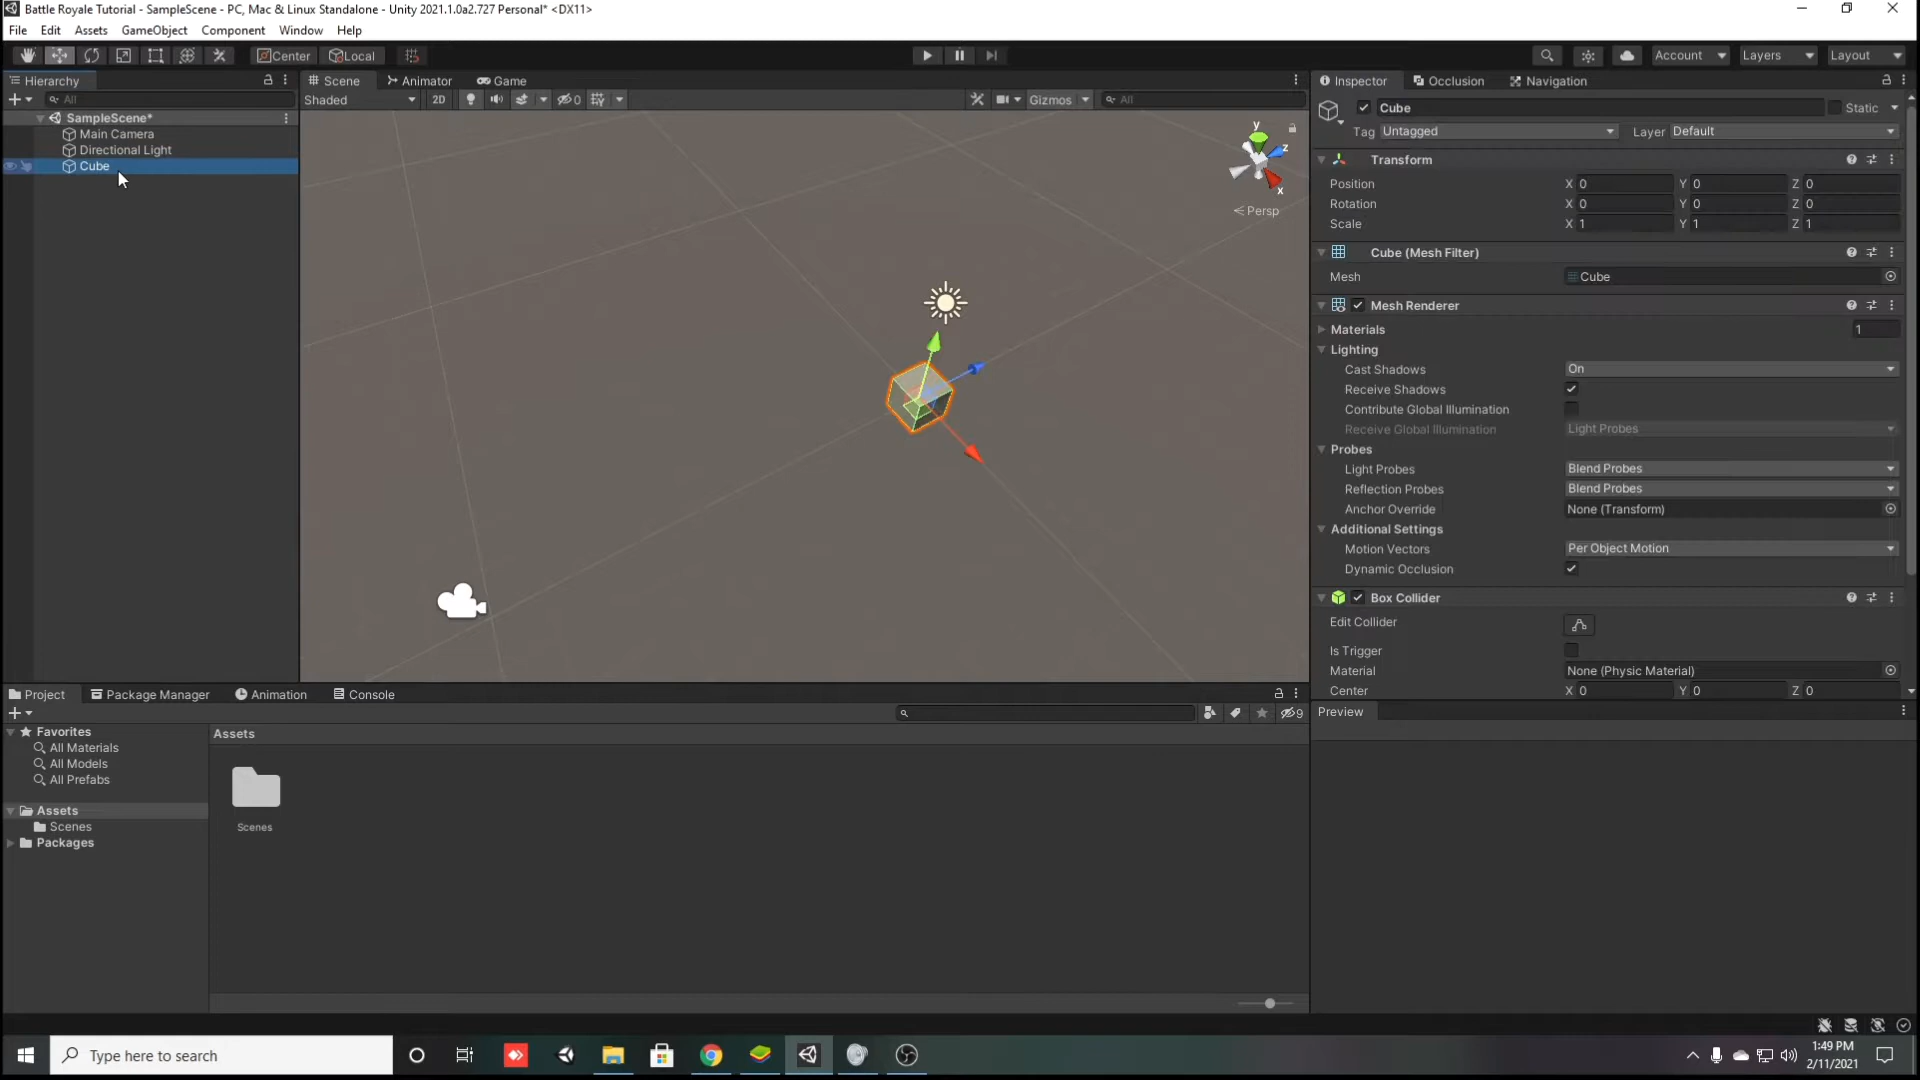 Battle Royale Tutorial - SampleScene - PC, Mac & Linux Standalone - Unity 2021.1.0a2.727 Personal* <DX11>
File Edit Assets GameObject Component Window Help
Center Local Account Layers Layout
Hierarchy Scene Animator Game Inspector Occlusion Navigation
All Shaded 2D 0 Gizmos All
SampleScene*
Main Camera
Directional Light
Cube
y
z
x
Persp
Cube Static
Tag Untagged Layer Default
Transform
Position X 0 Y 0 Z 0
Rotation X 0 Y 0 Z 0
Scale X 1 Y 1 Z 1
Cube (Mesh Filter)
Mesh Cube
Mesh Renderer
Materials 1
Lighting
Cast Shadows On
Receive Shadows
Contribute Global Illumination
Receive Global Illumination Light Probes
Probes
Light Probes Blend Probes
Reflection Probes Blend Probes
Anchor Override None (Transform)
Additional Settings
Motion Vectors Per Object Motion
Dynamic Occlusion
Box Collider
Edit Collider
Is Trigger
Material None (Physic Material)
Center X 0 Y 0 Z 0
Preview
Project Package Manager Animation Console
9
Favorites
All Materials
All Models
All Prefabs
Assets
Scenes
Packages
Assets
Scenes
Type here to search
1:49 PM
2/11/2021